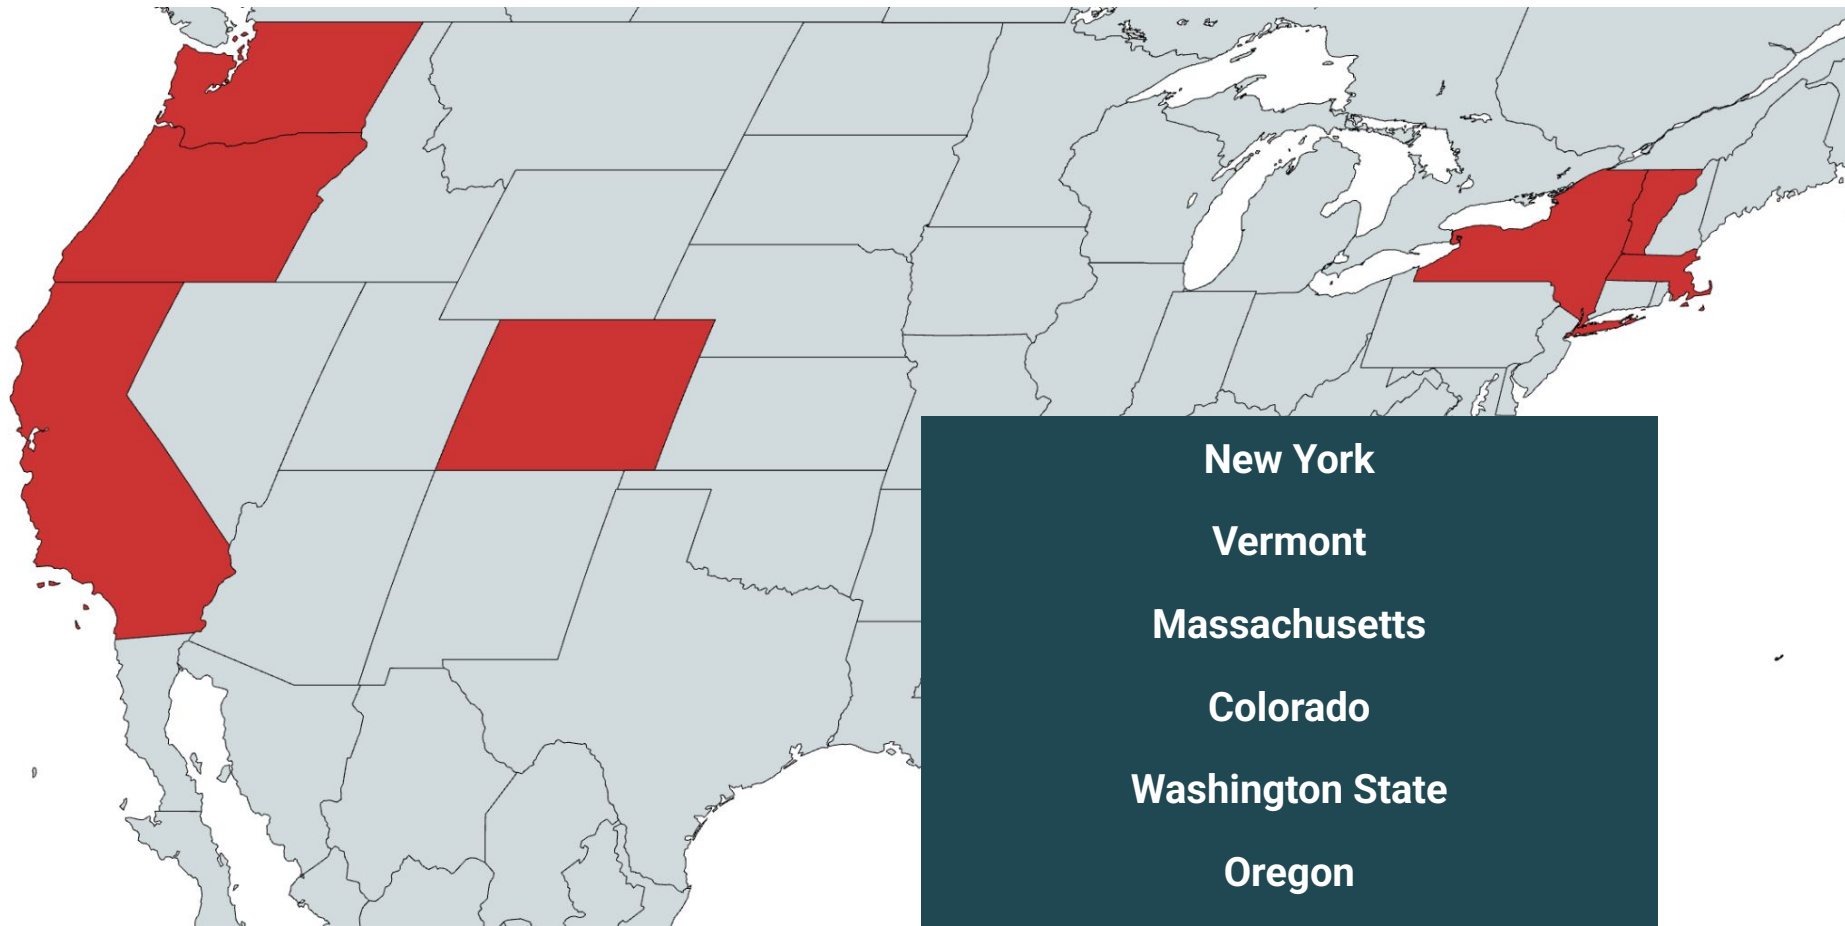 New York
Vermont
Massachusetts
Colorado
Washington State
Oregon